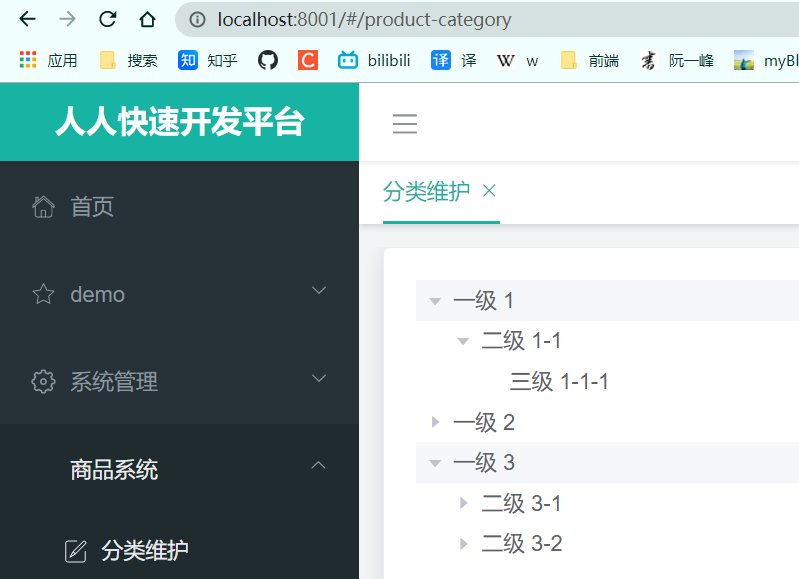 localhost:8001/#/product-category
应用 搜索 知 知乎 C bilibili 译 译 W w 前端 書 阮一峰 myBl
人人快速开发平台
分类维护
首页
demo
系统管理
商品系统
分类维护
一级 1
二级 1-1
三级 1-1-1
一级 2
一级 3
二级 3-1
二级 3-2